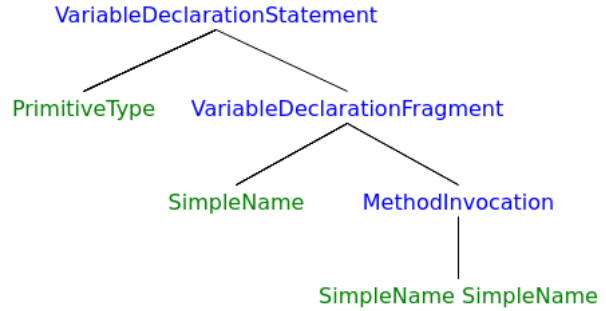 VariableDeclarationStatement
PrimitiveType VariableDeclarationFragment
SimpleName MethodInvocation
SimpleName SimpleName